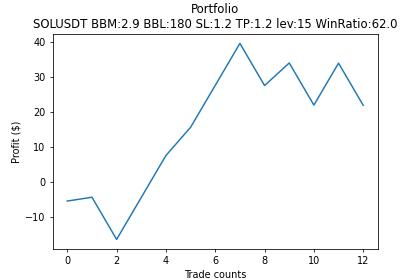 Portfolio
SOLUSDT BBM:2.9 BBL:180 SL:1.2 TP:1.2 lev:15 WinRatio:62.0
40
30
20
10
0
−10
Profit ($)
0 2 4 6 8 10 12
Trade counts